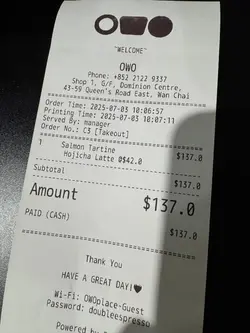 "WELCOME"
OWO
Phone: +852 2122 9337
Shop 1, G/F, Dominion Centre,
43-59 Queen's Road East, Wan Chai
Order Time: 2025-07-03 10:06:57
Printing Time: 2025-07-03 10:07:11
Served By: manager
Order No.: C3 [Takeout]
1 Salmon Tartine $137.0
Hojicha Latte @$42.0
Subtotal $137.0
Amount $137.0
PAID (CASH) $137.0
Thank You
HAVE A GREAT DAY!♥
Wi-Fi: OWOplace-Guest
Password: doubleespresso
Powered by